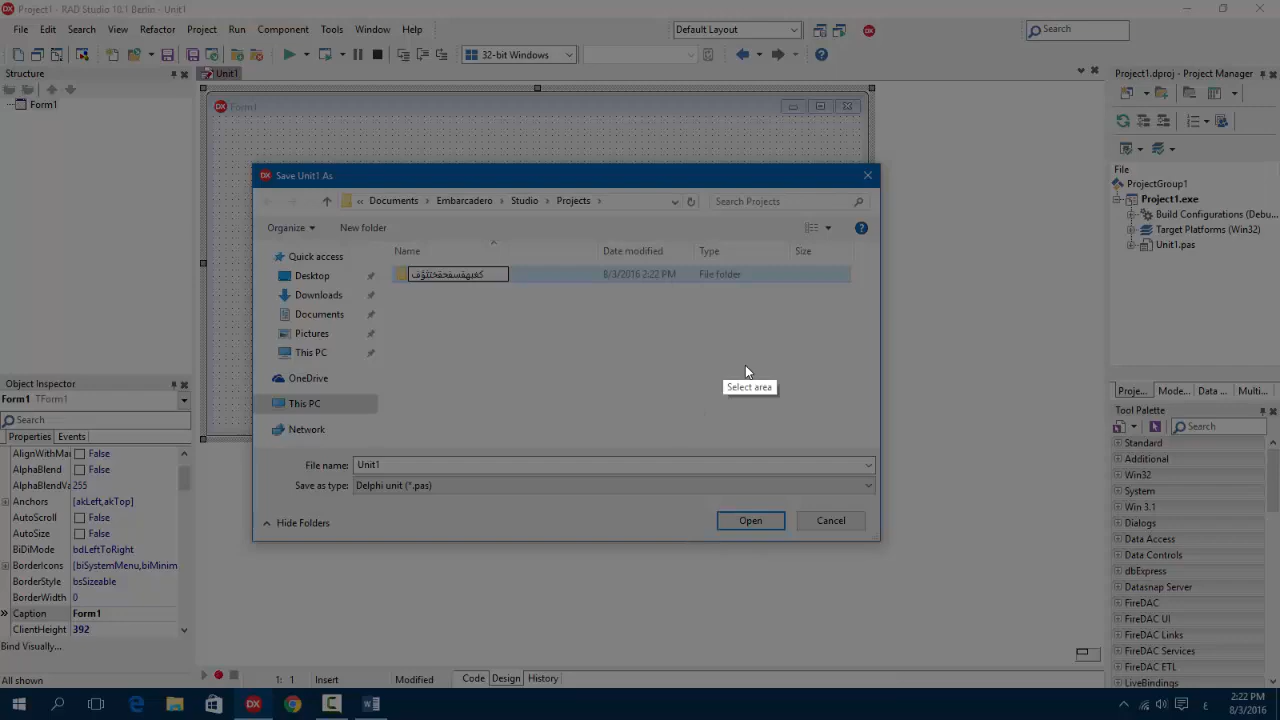 Project1 - RAD Studio 10.1 Berlin - Unit1
File Edit Search View Refactor Project Run Component Tools Window Help
Default Layout
Search
32-bit Windows
Structure
Form1
Unit1
Form1
Save Unit1 As
Documents Embarcadero Studio Projects
Search Projects
Organize
New folder
Name Date modified Type Size
8/3/2016 2:22 PM File folder
Quick access
Desktop
Downloads
Documents
Pictures
This PC
OneDrive
This PC
Network
Select area
File name: Unit1
Save as type: Delphi unit (*.pas)
Hide Folders
Open
Cancel
Project1.dproj - Project Manager
File
ProjectGroup1
Project1.exe
Build Configurations (Debu...
Target Platforms (Win32)
Unit1.pas
Proje... Mode... Data ... Multi...
Tool Palette
Search
Standard
Additional
Win32
System
Win 3.1
Dialogs
Data Access
Data Controls
dbExpress
Datasnap Server
FireDAC
FireDAC UI
FireDAC Links
FireDAC Services
FireDAC ETL
LiveBindings
Object Inspector
Form1 TForm1
Search
Properties Events
AlignWithMar False
AlphaBlend False
AlphaBlendVa 255
Anchors [akLeft,akTop]
AutoScroll False
AutoSize False
BiDiMode bdLeftToRight
BorderIcons [biSystemMenu,biMinim
BorderStyle bsSizeable
BorderWidth 0
Caption Form1
ClientHeight 392
Bind Visually...
All shown
1: 1 Insert Modified Code Design History
2:22 PM
8/3/2016